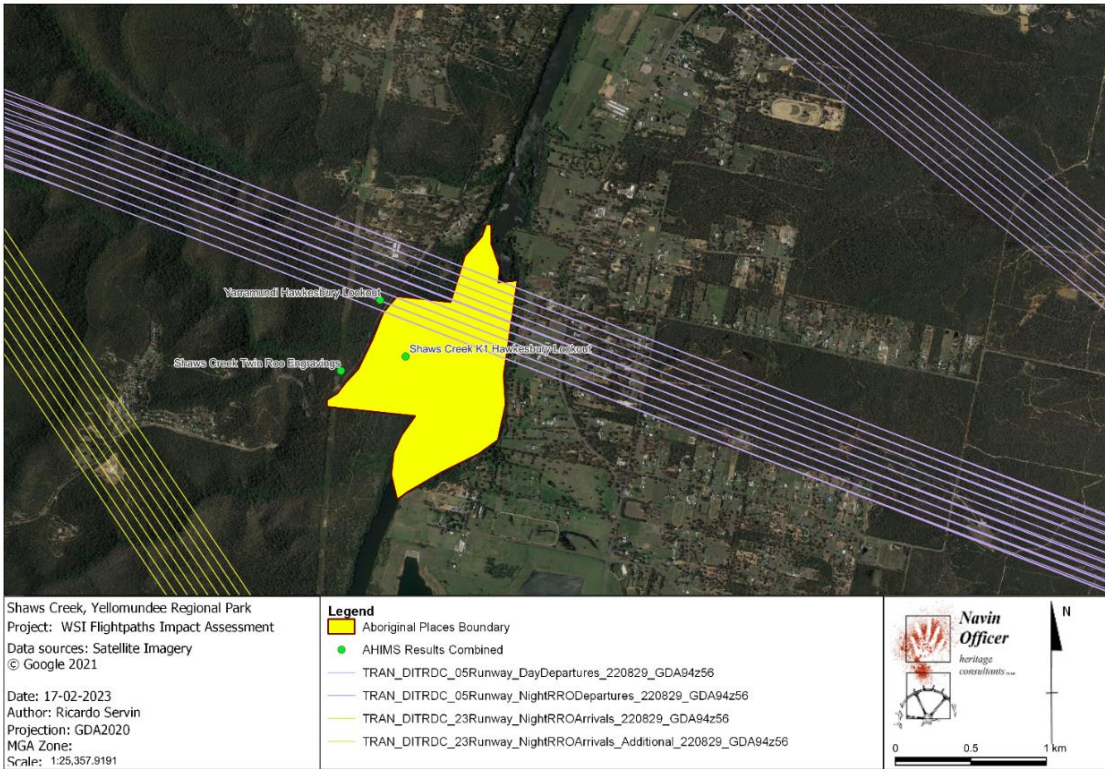 Yarramundi Hawkesbury Lockout
Shaws Creek K1 Hawkesbury Lockout
Shaws Creek Twin Roo Engravings
Shaws Creek, Yellomundee Regional Park
Project: WSI Flightpaths Impact Assessment
Data sources: Satellite Imagery
© Google 2021
Date: 17-02-2023
Author: Ricardo Servin
Projection: GDA2020
MGA Zone:
Scale: 1:25,357.9191
Legend
Aboriginal Places Boundary
AHIMS Results Combined
TRAN_DITRDC_05Runway_DayDepartures_220829_GDA94z56
TRAN_DITRDC_05Runway_NightRRODepartures_220829_GDA94z56
TRAN_DITRDC_23Runway_NightRROArrivals_220829_GDA94z56
TRAN_DITRDC_23Runway_NightRROArrivals_Additional_220829_GDA94z56
Navin
Officer
heritage
consultants
N
0 0.5 1 km